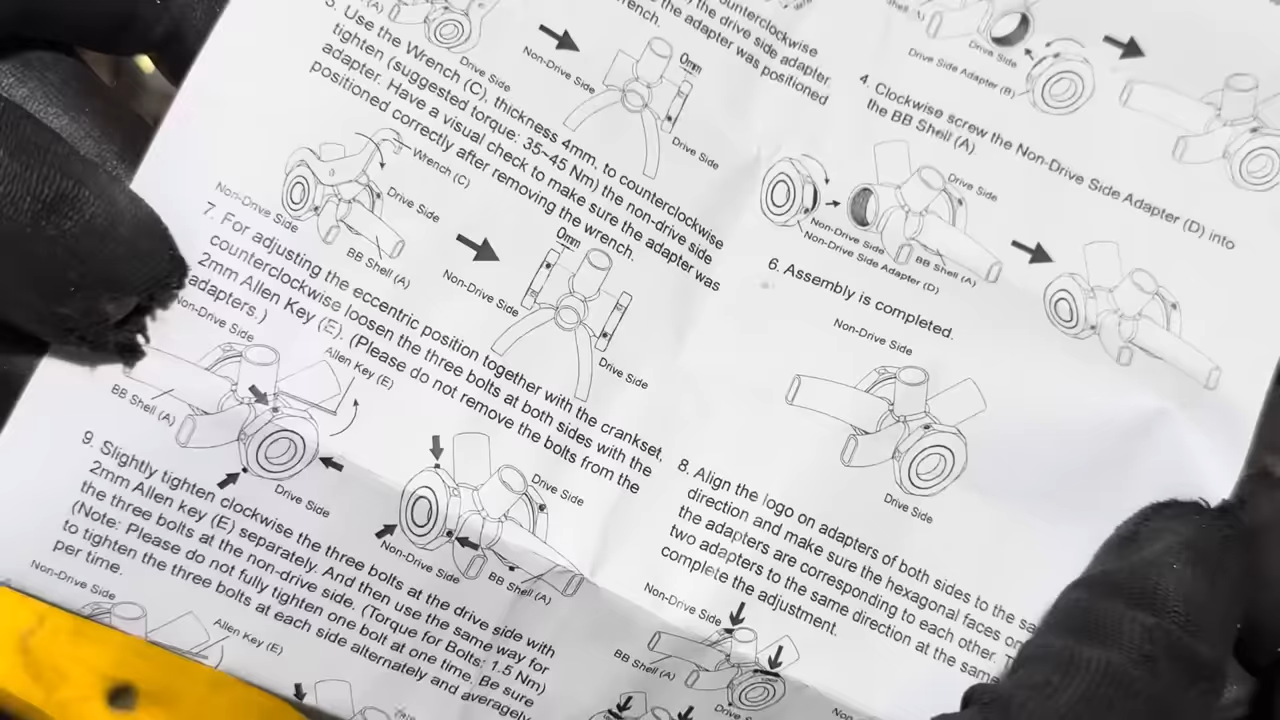 counterclockwise
the drive side adapter.
the adapter was positioned
wrench.
(A)
Drive Side
Non-Drive Side
0mm
Drive Side
Drive Side
Drive Side Adapter (B)
4. Clockwise screw the Non-Drive Side Adapter (D) into
the BB Shell (A)
Drive Side
Non-Drive Side
Non-Drive Side Adapter (D)
BB Shell (A)
5. Use the Wrench (C), thickness 4mm, to counterclockwise
tighten (suggested torque: 35~45 Nm) the non-drive side
adapter. Have a visual check to make sure the adapter was
positioned correctly after removing the wrench.
Wrench (C)
Non-Drive Side
Drive Side
BB Shell (A)
0mm
Non-Drive Side
Drive Side
6. Assembly is completed.
Non-Drive Side
Drive Side
7. For adjusting the eccentric position together with the crankset,
counterclockwise loosen the three bolts at both sides with the
2mm Allen Key (E). (Please do not remove the bolts from the
adapters.)
Non-Drive Side
Allen Key (E)
BB Shell (A)
Drive Side
Drive Side
Non-Drive Side
BB Shell (A)
8. Align the logo on adapters of both sides to the
direction and make sure the hexagonal faces
the adapters are corresponding to each other.
two adapters to the same direction at the same
complete the adjustment.
Non-Drive Side
BB Shell (A)
9. Slightly tighten clockwise the three bolts at the drive side with
2mm Allen key (E) separately. And then use the same way for
the three bolts at the non-drive side. (Torque for Bolts: 1.5 Nm)
(Note: Please do not fully tighten one bolt at one time. Be sure
to tighten the three bolts at each side alternately and averagely
per time.
Non-Drive Side
Allen Key (E)